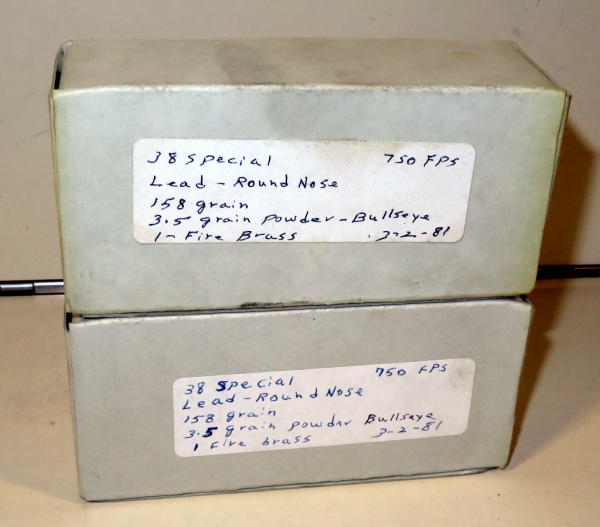 38 Special 750 FPS
Lead - Round Nose
158 grain
3.5 grain powder - Bullseye
1 - Fire Brass 3-2-81
38 Special 750 FPS
Lead - Round Nose
158 grain
3.5 grain powder Bullseye
1 Fire brass 3-2-81